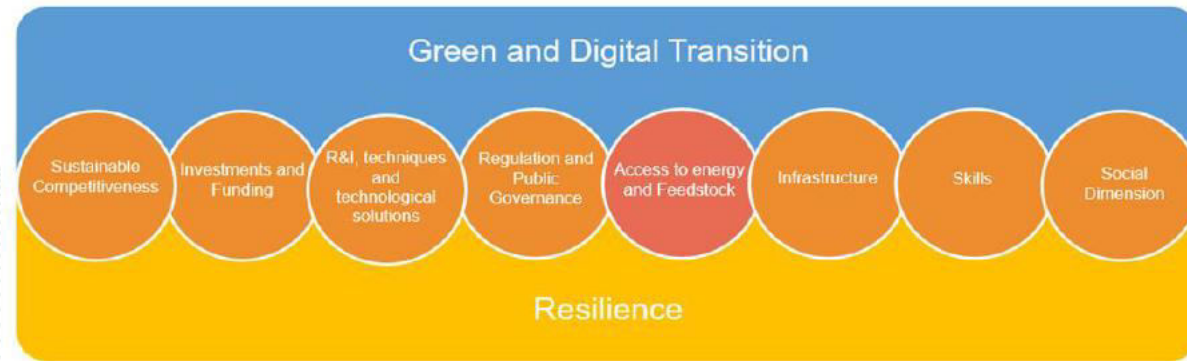 Green and Digital Transition
Sustainable
Competitiveness
Investments and
Funding
R&I, techniques
and
technological
solutions
Regulation and
Public
Governance
Access to energy
and Feedstock
Infrastructure
Skills
Social
Dimension
Resilience